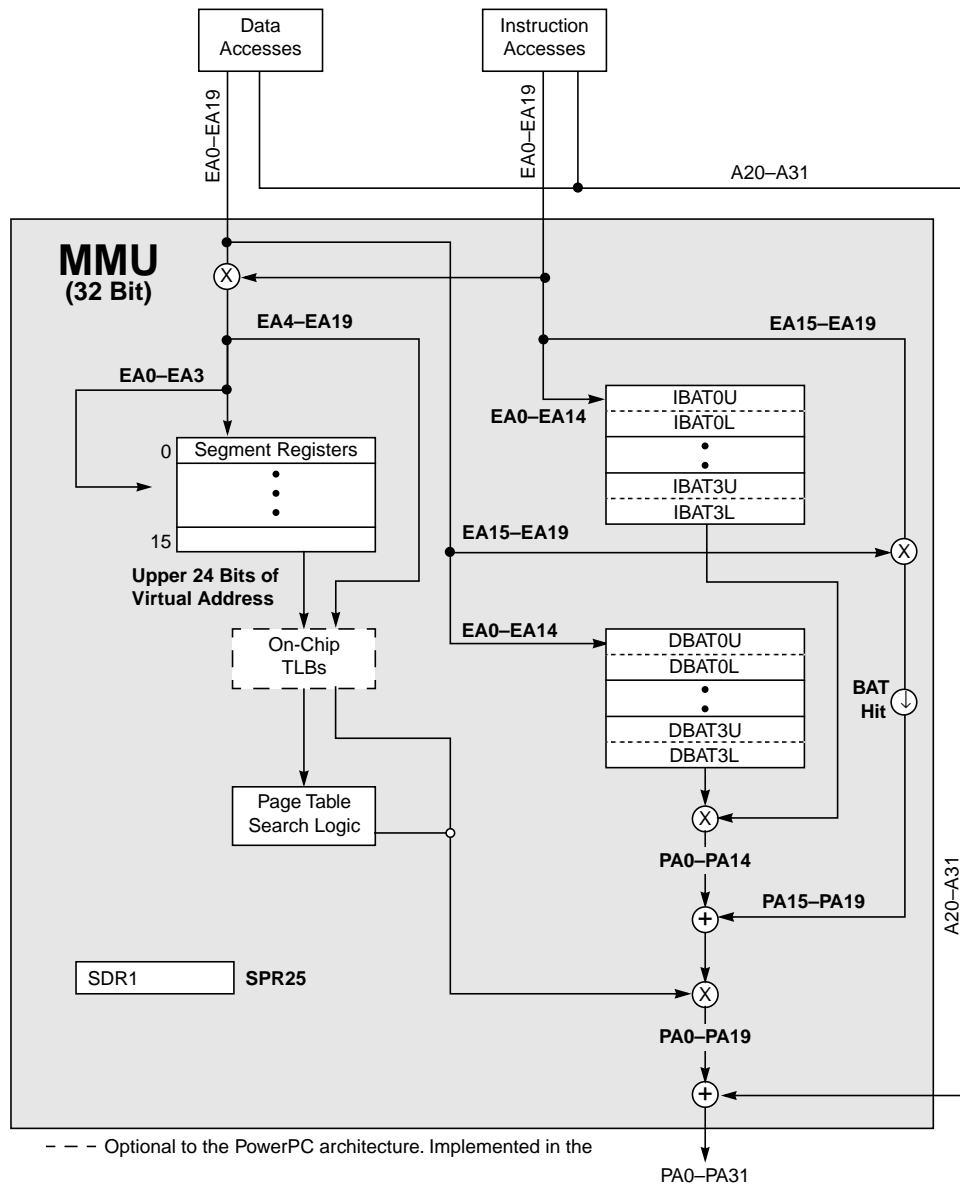 Data
Accesses
Instruction
Accesses
EA0–EA19
EA0–EA19
A20–A31
MMU
(32 Bit)
X
EA4–EA19
EA15–EA19
EA0–EA3
EA0–EA14
IBAT0U
IBAT0L
IBAT3U
IBAT3L
0
Segment Registers
15
EA15–EA19
X
Upper 24 Bits of
Virtual Address
On-Chip
TLBs
EA0–EA14
DBAT0U
DBAT0L
DBAT3U
DBAT3L
BAT
Hit
Page Table
Search Logic
X
PA0–PA14
PA15–PA19
+
A20–A31
SDR1
SPR25
X
PA0–PA19
+
– – – Optional to the PowerPC architecture. Implemented in the
PA0–PA31